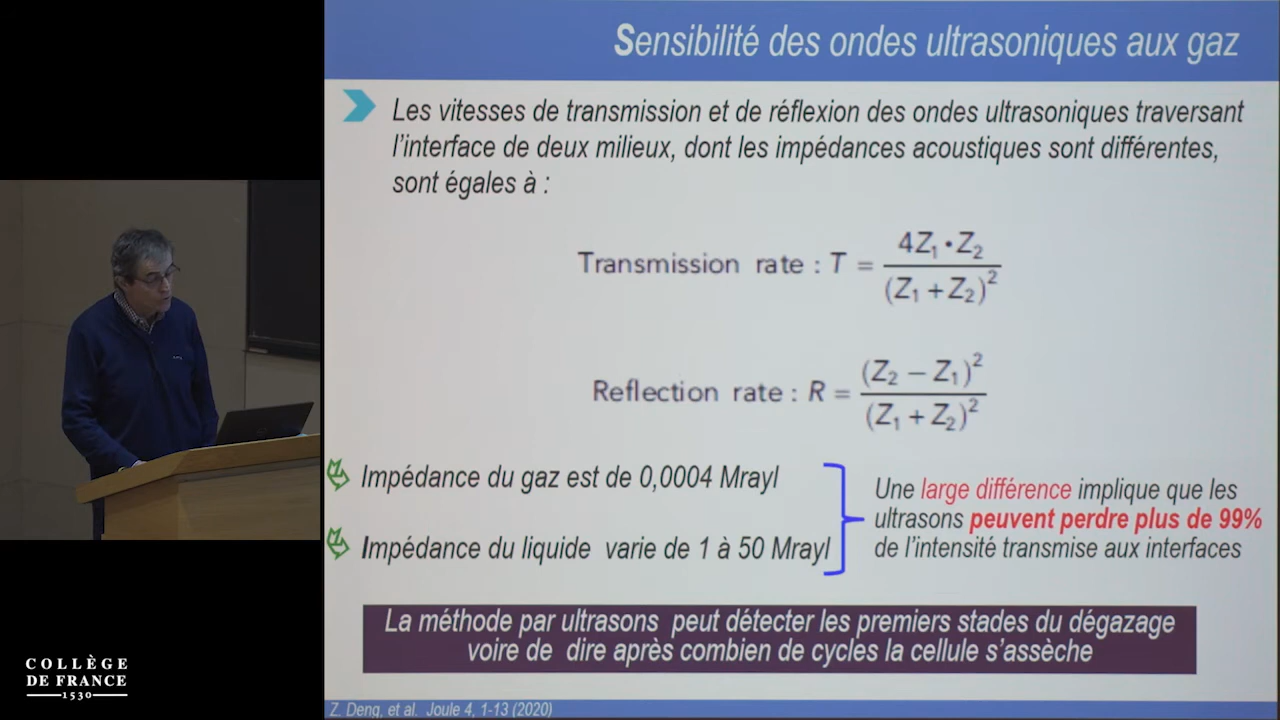 Sensibilité des ondes ultrasoniques aux gaz
Les vitesses de transmission et de réflexion des ondes ultrasoniques traversant
l'interface de deux milieux, dont les impédances acoustiques sont différentes,
sont égales à :
Transmission rate : T = 4Z₁ • Z₂ / (Z₁ + Z₂)²
Reflection rate : R = (Z₂ − Z₁)² / (Z₁ + Z₂)²
Impédance du gaz est de 0,0004 Mrayl
Impédance du liquide varie de 1 à 50 Mrayl
Une large différence implique que les
ultrasons peuvent perdre plus de 99%
de l'intensité transmise aux interfaces
La méthode par ultrasons peut détecter les premiers stades du dégazage
voire de dire après combien de cycles la cellule s'assèche
Z. Deng, et al. Joule 4, 1-13 (2020)
COLLÈGE
DE FRANCE
1530